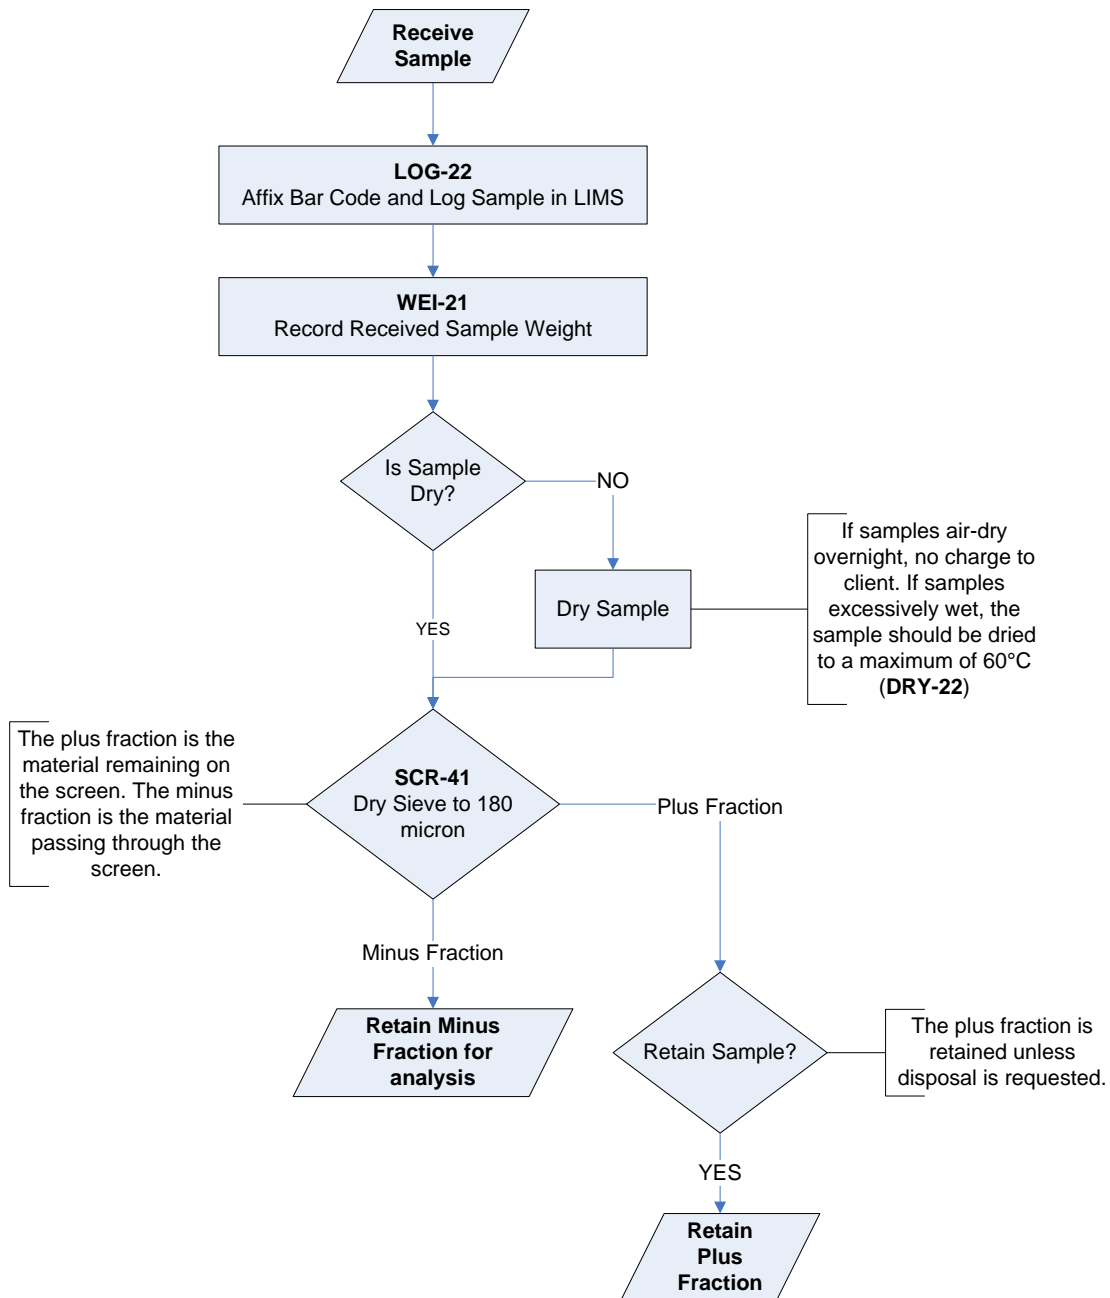 Receive
Sample
LOG-22
Affix Bar Code and Log Sample in LIMS
WEI-21
Record Received Sample Weight
Is Sample
Dry?
NO
If samples air-dry
overnight, no charge to
client. If samples
excessively wet, the
sample should be dried
to a maximum of 60°C
(DRY-22)
Dry Sample
YES
The plus fraction is the
material remaining on
the screen. The minus
fraction is the material
passing through the
screen.
SCR-41
Dry Sieve to 180
micron
Plus Fraction
Minus Fraction
Retain Minus
Fraction for
analysis
Retain Sample?
The plus fraction is
retained unless
disposal is requested.
YES
Retain
Plus
Fraction